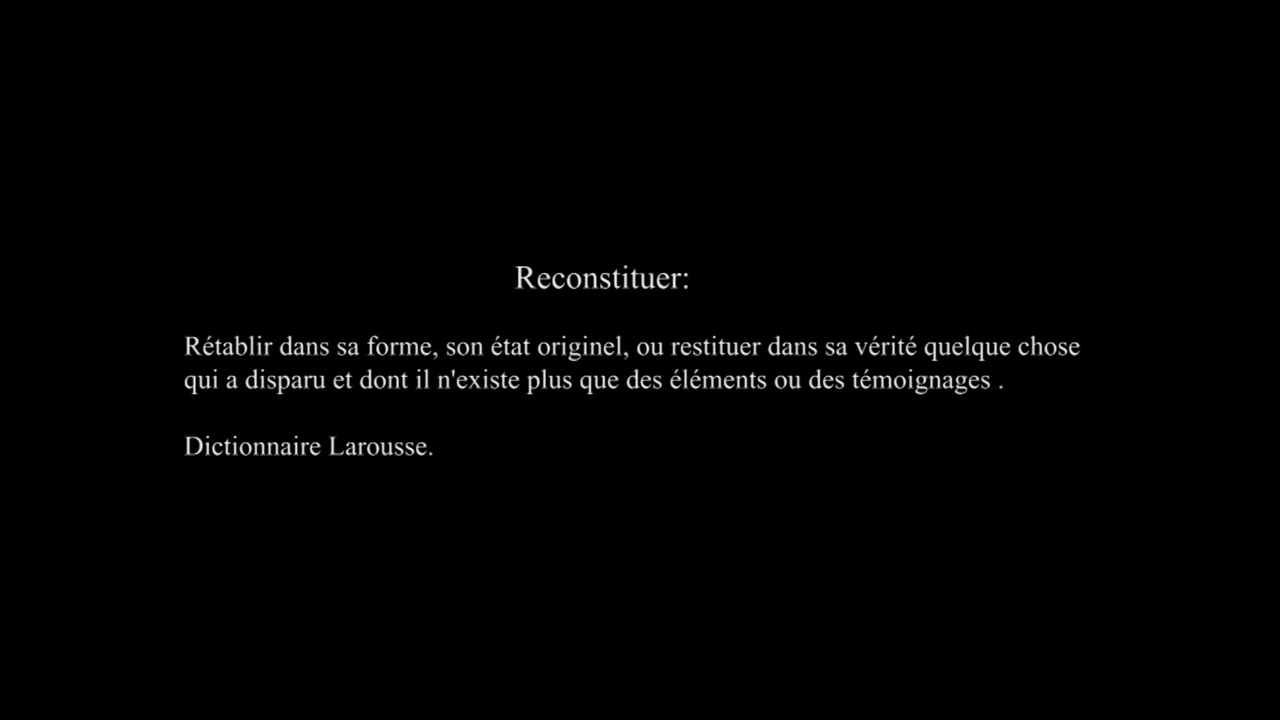 Reconstituer:
Rétablir dans sa forme, son état originel, ou restituer dans sa vérité quelque chose
qui a disparu et dont il n'existe plus que des éléments ou des témoignages .
Dictionnaire Larousse.